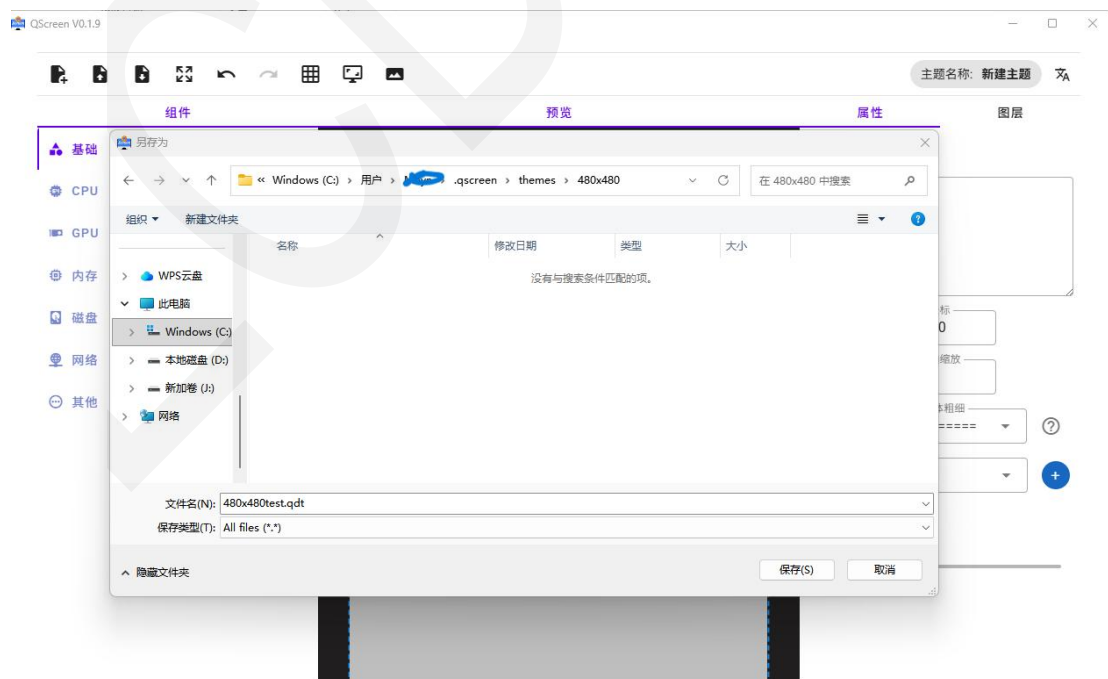 QScreen V0.1.9
主题名称: 新建主题
组件 预览 属性 图层
基础
CPU
GPU
内存
磁盘
网络
其他
另存为
« Windows (C:) › 用户 › .qscreen › themes › 480x480
在 480x480 中搜索
组织 新建文件夹
名称 修改日期 类型 大小
没有与搜索条件匹配的项。
WPS云盘
此电脑
Windows (C:)
本地磁盘 (D:)
新加卷 (J:)
网络
标
0
缩放
本粗细
=====
文件名(N): 480x480test.qdt
保存类型(T): All files (*.*)
隐藏文件夹
保存(S) 取消